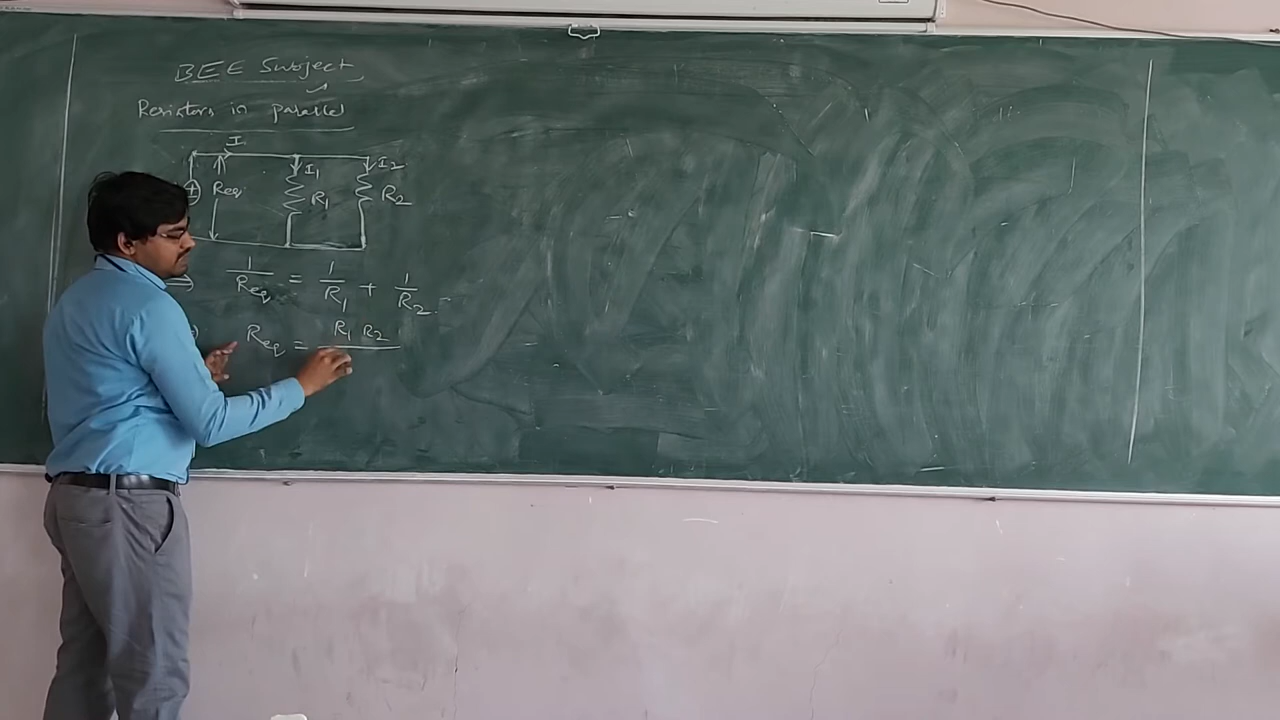 BEE Subject
Resistors in parallel
I
I1 I2
+ Req R1 R2
⇒ 1/Req = 1/R1 + 1/R2
Req = R1 R2